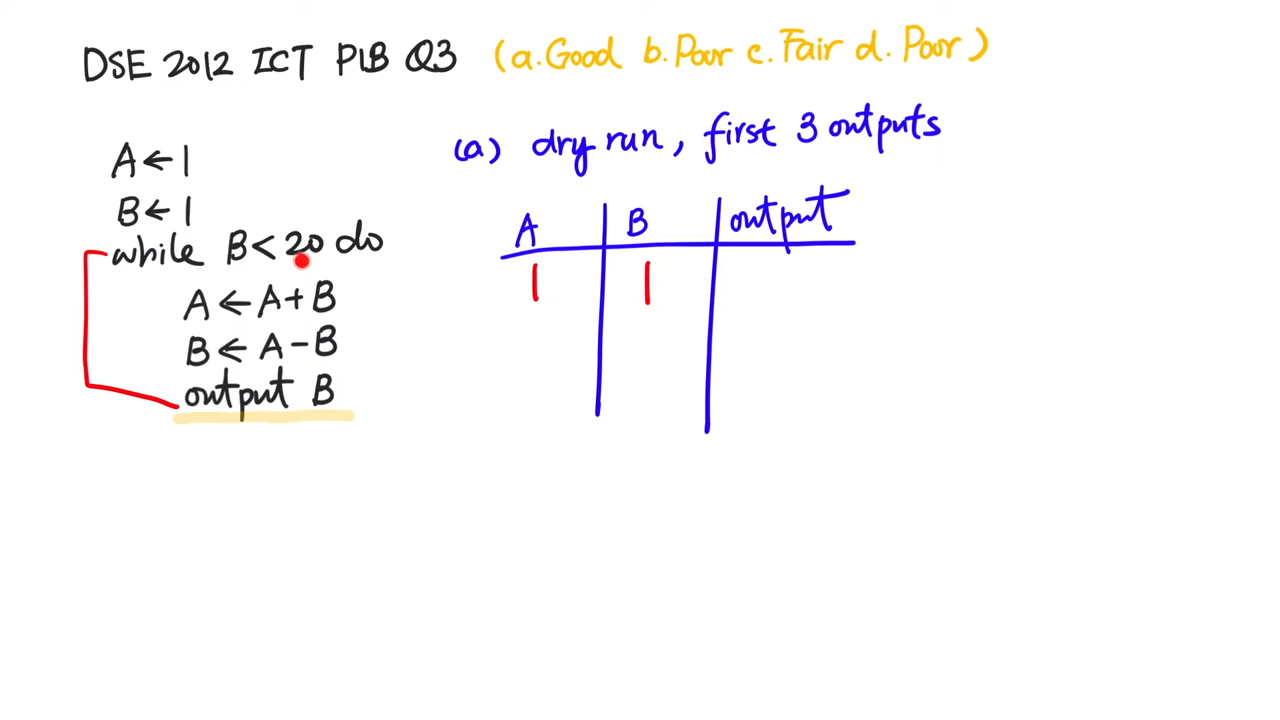 DSE 2012 ICT P1B Q3 (a. Good b. Poor c. Fair d. Poor)
(a) dry run, first 3 outputs
A ← 1
B ← 1
while B < 20 do
A ← A + B
B ← A - B
output B
A B output
1 1